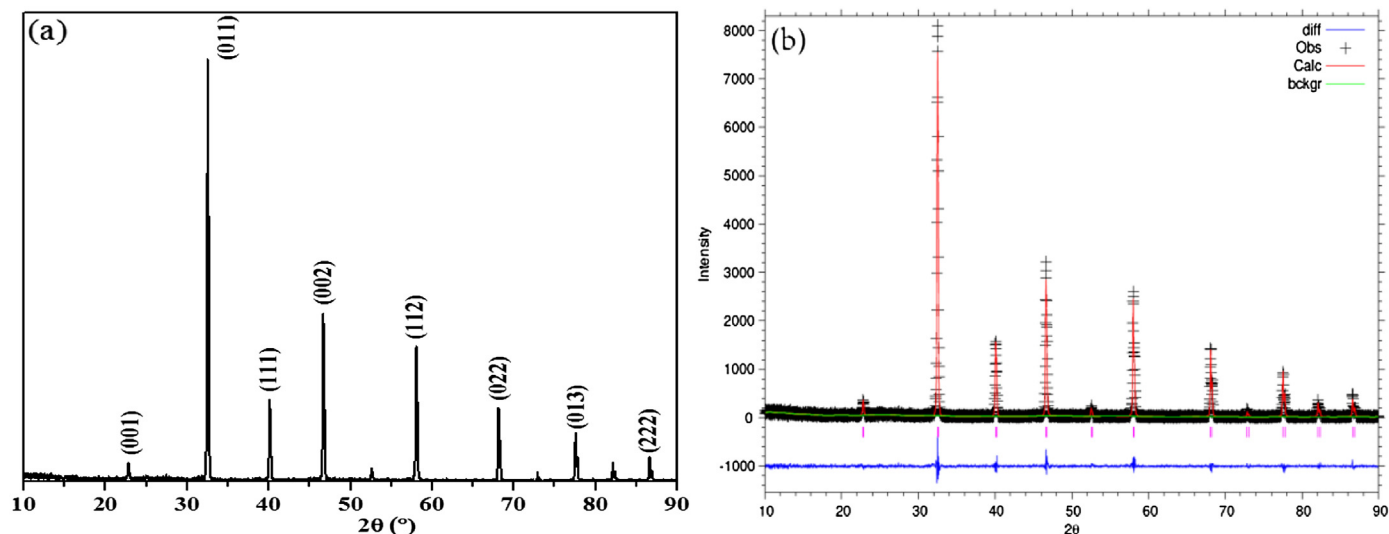 (a)
(011)
(002)
(112)
(111)
(022)
(013)
(001)
(222)
10 20 30 40 50 60 70 80 90
2θ (°)
(b)
diff
Obs
Calc
bckgr
8000
7000
6000
5000
4000
3000
2000
1000
0
-1000
Intensity
10 20 30 40 50 60 70 80 90
2θ